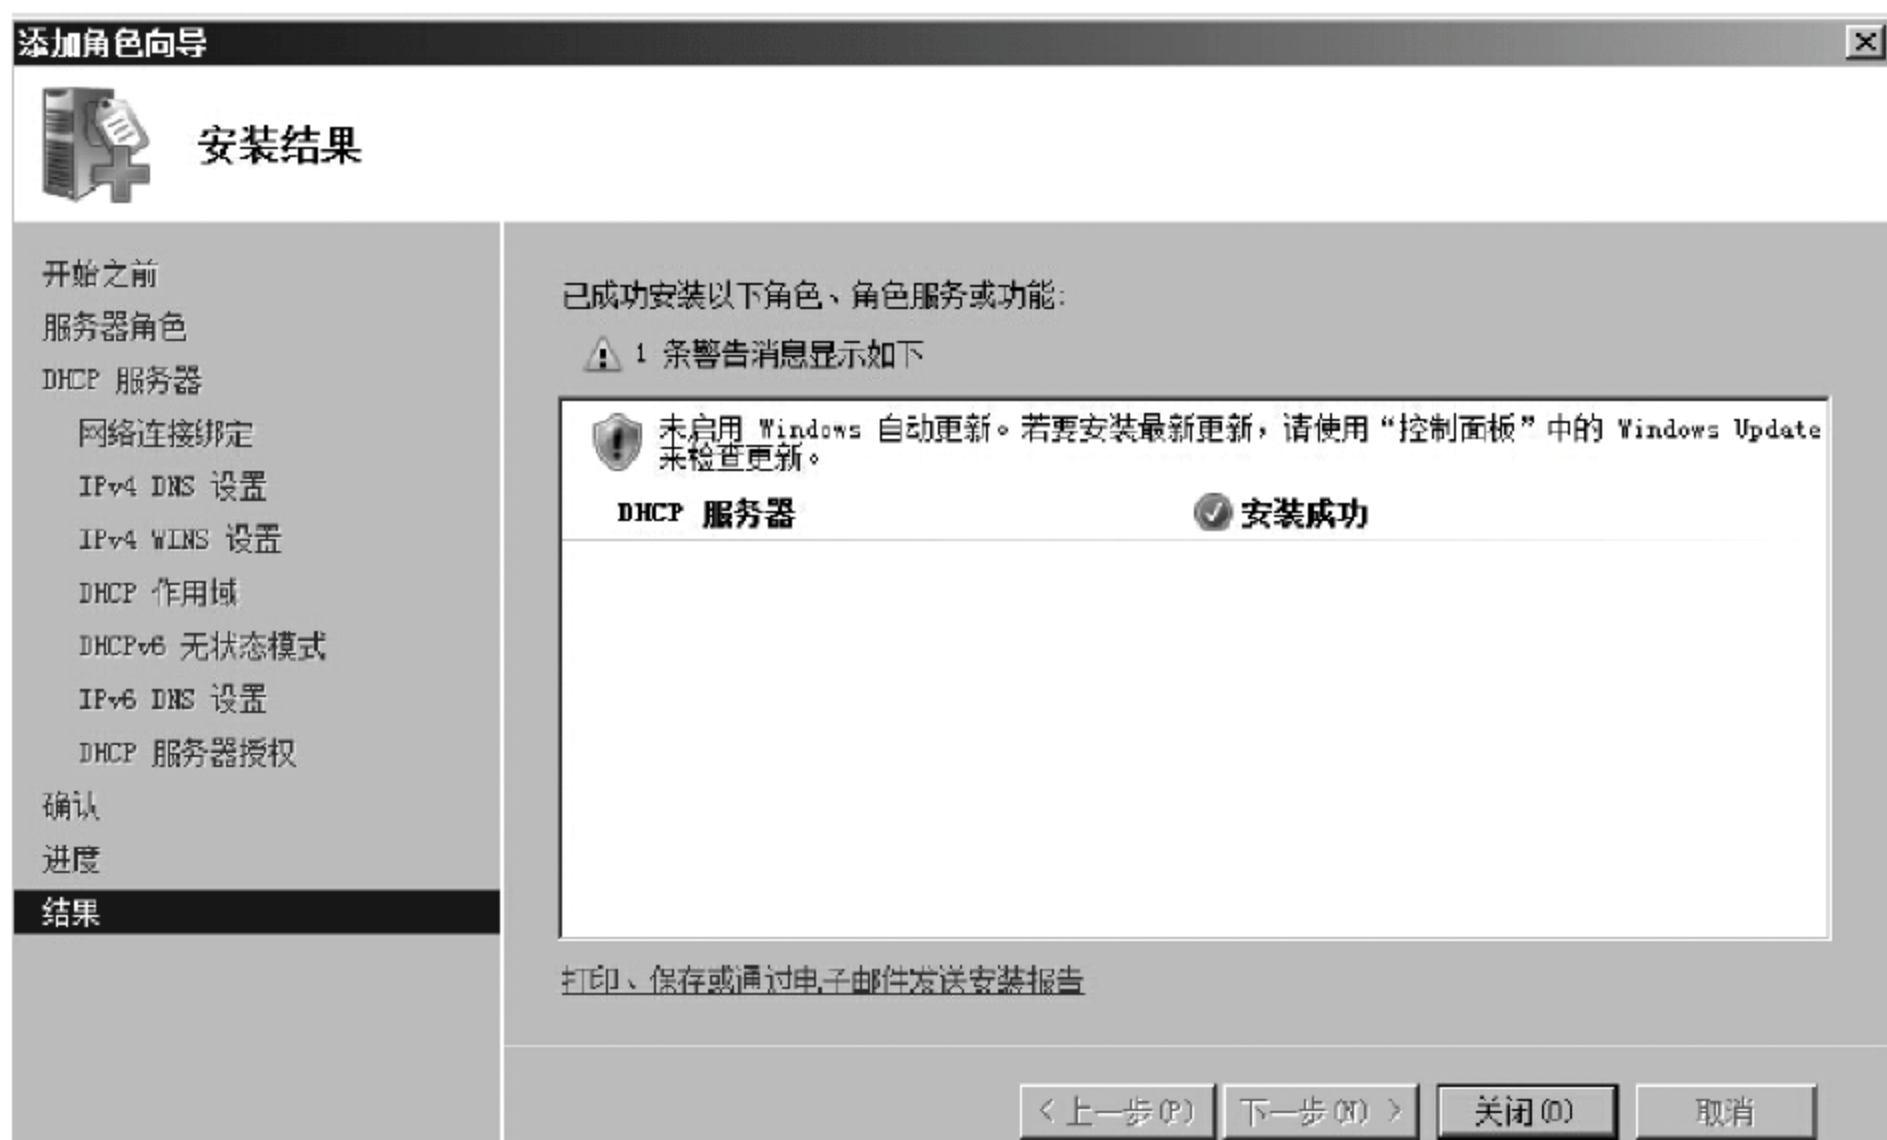 添加角色向导
安装结果
开始之前
服务器角色
DHCP 服务器
网络连接绑定
IPv4 DNS 设置
IPv4 WINS 设置
DHCP 作用域
DHCPv6 无状态模式
IPv6 DNS 设置
DHCP 服务器授权
确认
进度
结果
已成功安装以下角色、角色服务或功能:
1 条警告消息显示如下
未启用 Windows 自动更新。若要安装最新更新，请使用“控制面板”中的 Windows Update
来检查更新。
DHCP 服务器 安装成功
打印、保存或通过电子邮件发送安装报告
< 上一步(P) 下一步(N) > 关闭(O) 取消